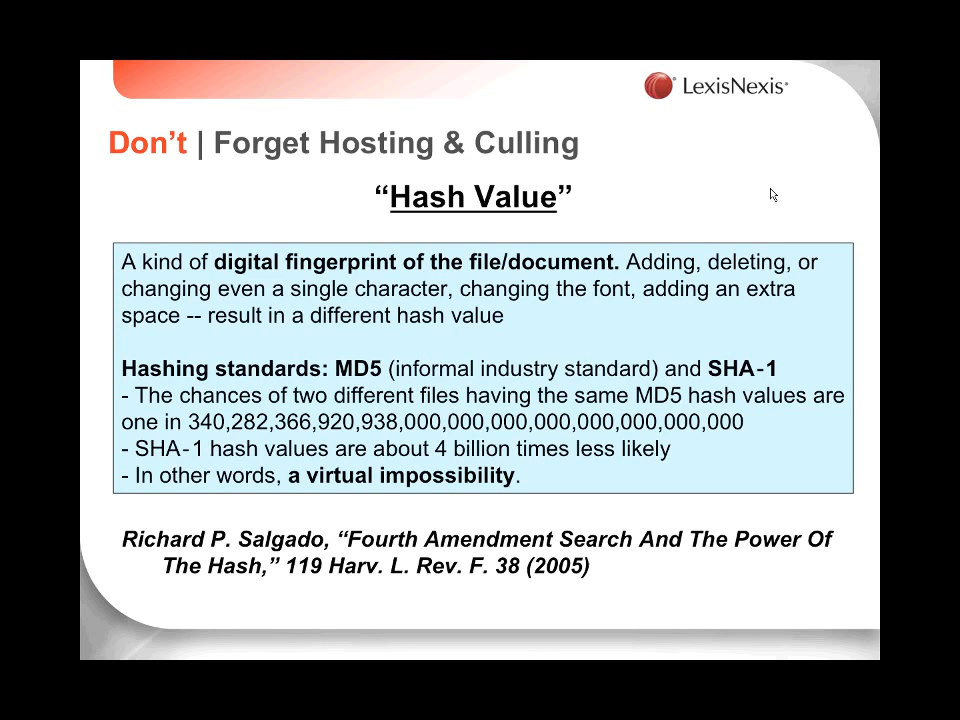 LexisNexis®
Don't | Forget Hosting & Culling
“Hash Value”
A kind of digital fingerprint of the file/document. Adding, deleting, or
changing even a single character, changing the font, adding an extra
space -- result in a different hash value
Hashing standards: MD5 (informal industry standard) and SHA-1
- The chances of two different files having the same MD5 hash values are
one in 340,282,366,920,938,000,000,000,000,000,000,000,000
- SHA-1 hash values are about 4 billion times less likely
- In other words, a virtual impossibility.
Richard P. Salgado, “Fourth Amendment Search And The Power Of
The Hash,” 119 Harv. L. Rev. F. 38 (2005)